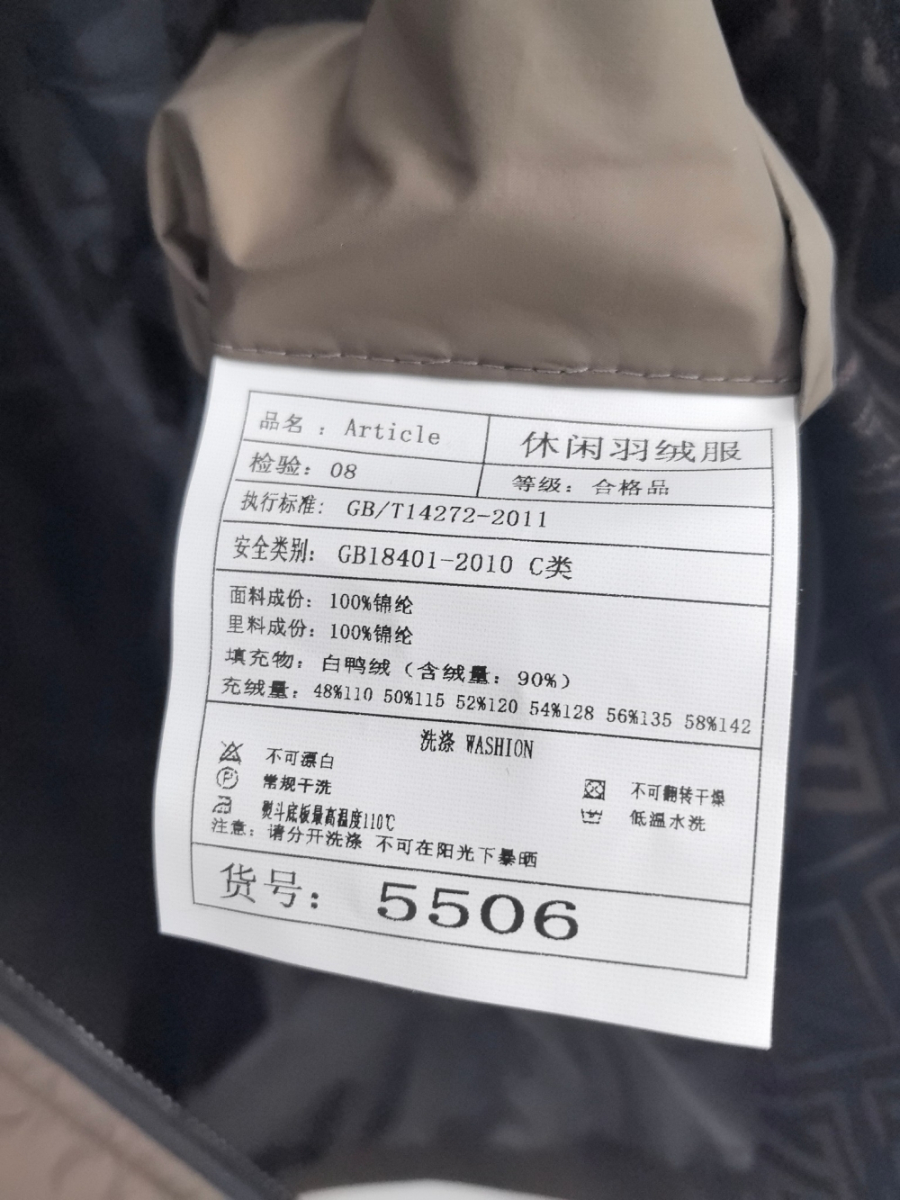 品名：Article 休闲羽绒服
检验：08 等级：合格品
执行标准：GB/T14272-2011
安全类别：GB18401-2010 C类
面料成份：100%锦纶
里料成份：100%锦纶
填充物：白鸭绒（含绒量：90%）
充绒量：48%110 50%115 52%120 54%128 56%135 58%142
洗涤 WASHION
不可漂白
P 常规干洗 不可翻转干燥
熨斗底板最高温度110℃ 低温水洗
注意：请分开洗涤 不可在阳光下暴晒
货号：5506